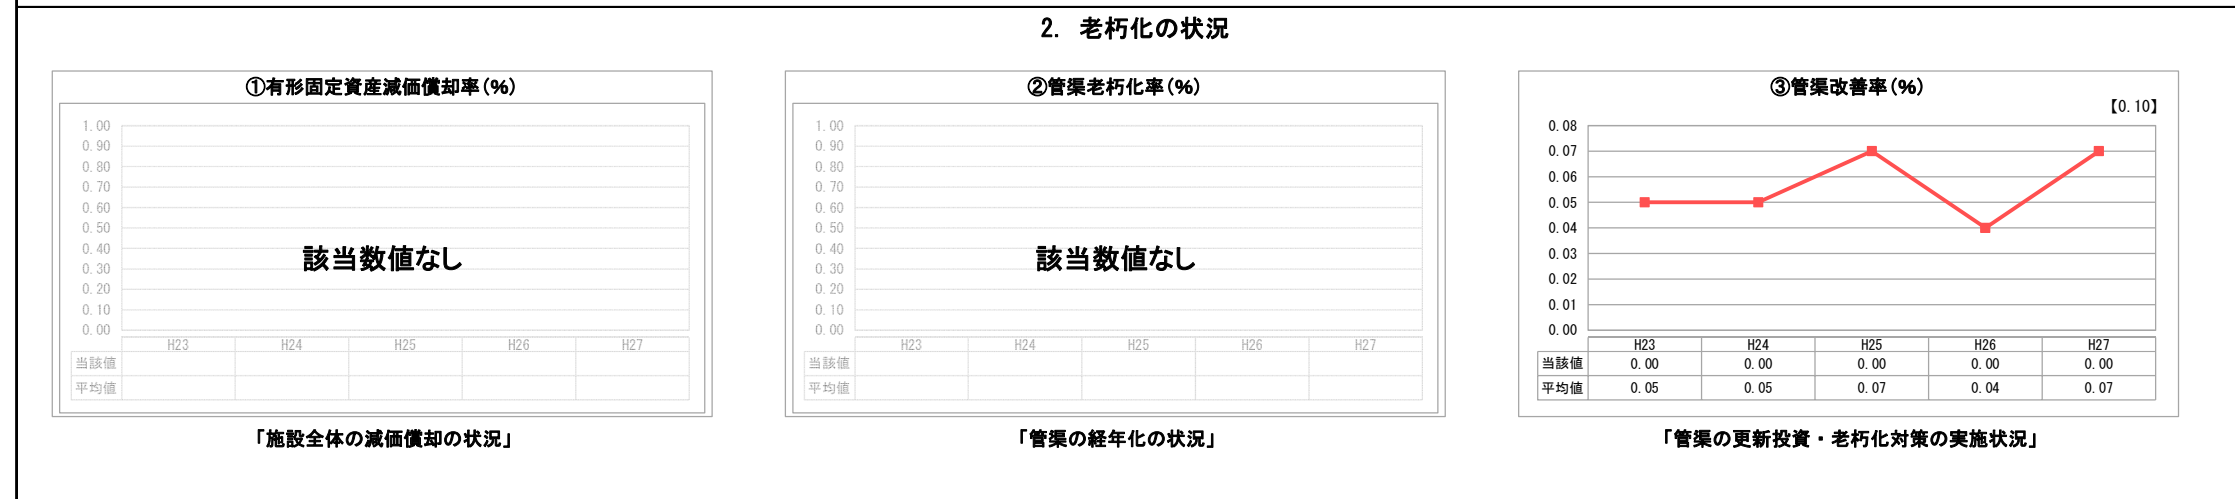 2. 老朽化の状況
①有形固定資産減価償却率(%)
1.00
0.90
0.80
0.70
0.60
0.50
0.40
0.30
0.20
0.10
0.00
該当数値なし
H23 H24 H25 H26 H27
当該値
平均値
「施設全体の減価償却の状況」
②管渠老朽化率(%)
1.00
0.90
0.80
0.70
0.60
0.50
0.40
0.30
0.20
0.10
0.00
該当数値なし
H23 H24 H25 H26 H27
当該値
平均値
「管渠の経年化の状況」
③管渠改善率(%)
【0.10】
0.08
0.07
0.06
0.05
0.04
0.03
0.02
0.01
0.00
H23 H24 H25 H26 H27
当該値 0.00 0.00 0.00 0.00 0.00
平均値 0.05 0.05 0.07 0.04 0.07
「管渠の更新投資・老朽化対策の実施状況」